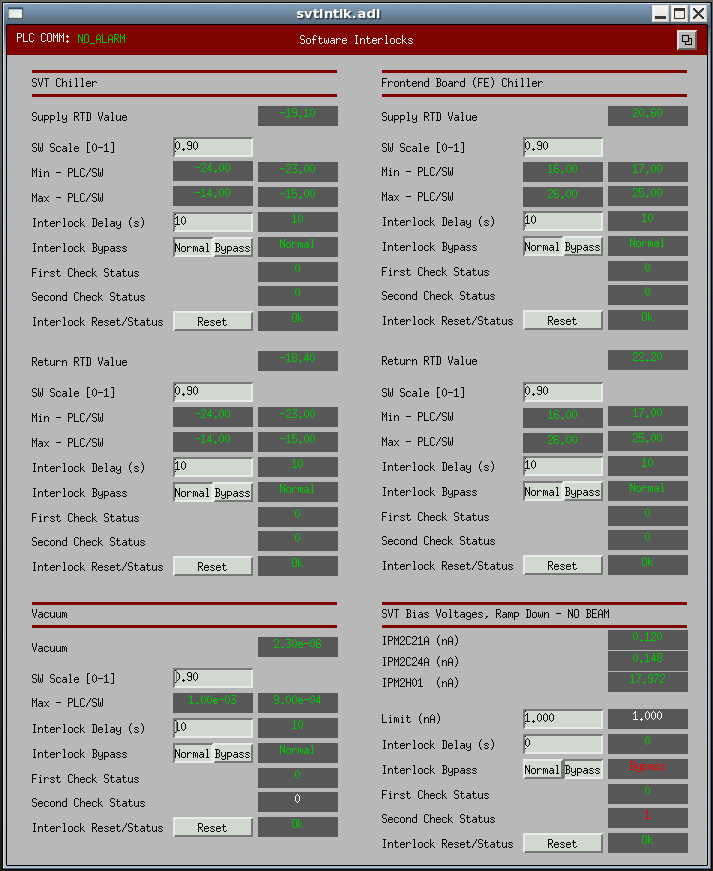 svtIntlk.adl
PLC COMM: NO_ALARM Software Interlocks
SVT Chiller
Supply RTD Value -18.10
SW Scale [0-1] 0.90
Min - PLC/SW -24.00 -23.00
Max - PLC/SW -14.00 -15.00
Interlock Delay (s) 10 10
Interlock Bypass Normal Bypass Normal
First Check Status 0
Second Check Status 0
Interlock Reset/Status Reset Ok
Return RTD Value -18.40
SW Scale [0-1] 0.90
Min - PLC/SW -24.00 -23.00
Max - PLC/SW -14.00 -15.00
Interlock Delay (s) 10 10
Interlock Bypass Normal Bypass Normal
First Check Status 0
Second Check Status 0
Interlock Reset/Status Reset Ok
Vacuum
Vacuum 2.30e-06
SW Scale [0-1] 0.90
Max - PLC/SW 1.00e-03 9.00e-04
Interlock Delay (s) 10 10
Interlock Bypass Normal Bypass Normal
First Check Status 0
Second Check Status 0
Interlock Reset/Status Reset Ok
Frontend Board (FE) Chiller
Supply RTD Value 20.60
SW Scale [0-1] 0.90
Min - PLC/SW 16.00 17.00
Max - PLC/SW 26.00 25.00
Interlock Delay (s) 10 10
Interlock Bypass Normal Bypass Normal
First Check Status 0
Second Check Status 0
Interlock Reset/Status Reset Ok
Return RTD Value 22.20
SW Scale [0-1] 0.90
Min - PLC/SW 16.00 17.00
Max - PLC/SW 26.00 25.00
Interlock Delay (s) 10 10
Interlock Bypass Normal Bypass Normal
First Check Status 0
Second Check Status 0
Interlock Reset/Status Reset Ok
SVT Bias Voltages, Ramp Down - NO BEAM
IPM2C21A (nA) 0.120
IPM2C24A (nA) 0.148
IPM2H01 (nA) 17.972
Limit (nA) 1.000 1.000
Interlock Delay (s) 0 0
Interlock Bypass Normal Bypass Bypass
First Check Status 0
Second Check Status 1
Interlock Reset/Status Reset Ok